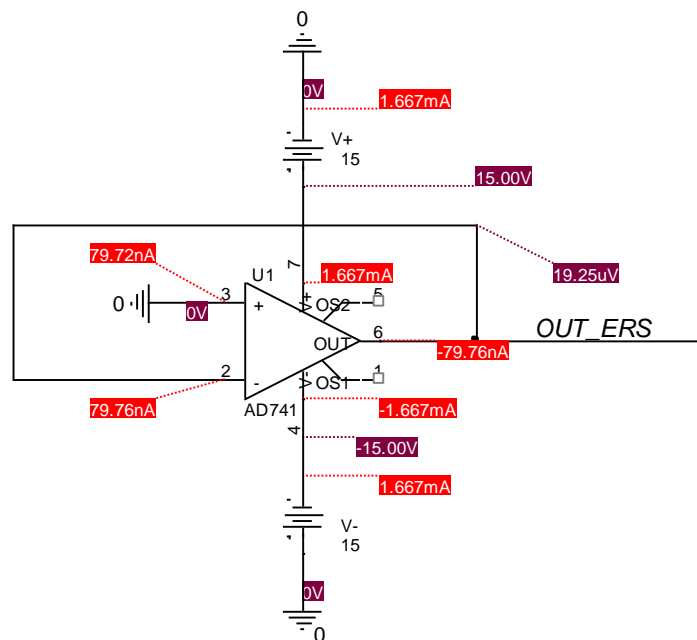 0
0V
1.667mA
V+
15
15.00V
79.72nA
19.25uV
U1
7
1.667mA
V+
OS2
5
0
3
+
0V
6
OUT
OUT_ERS
-79.76nA
2
-
V-
OS1
1
79.76nA
AD741
-1.667mA
4
-15.00V
1.667mA
V-
15
0V
0